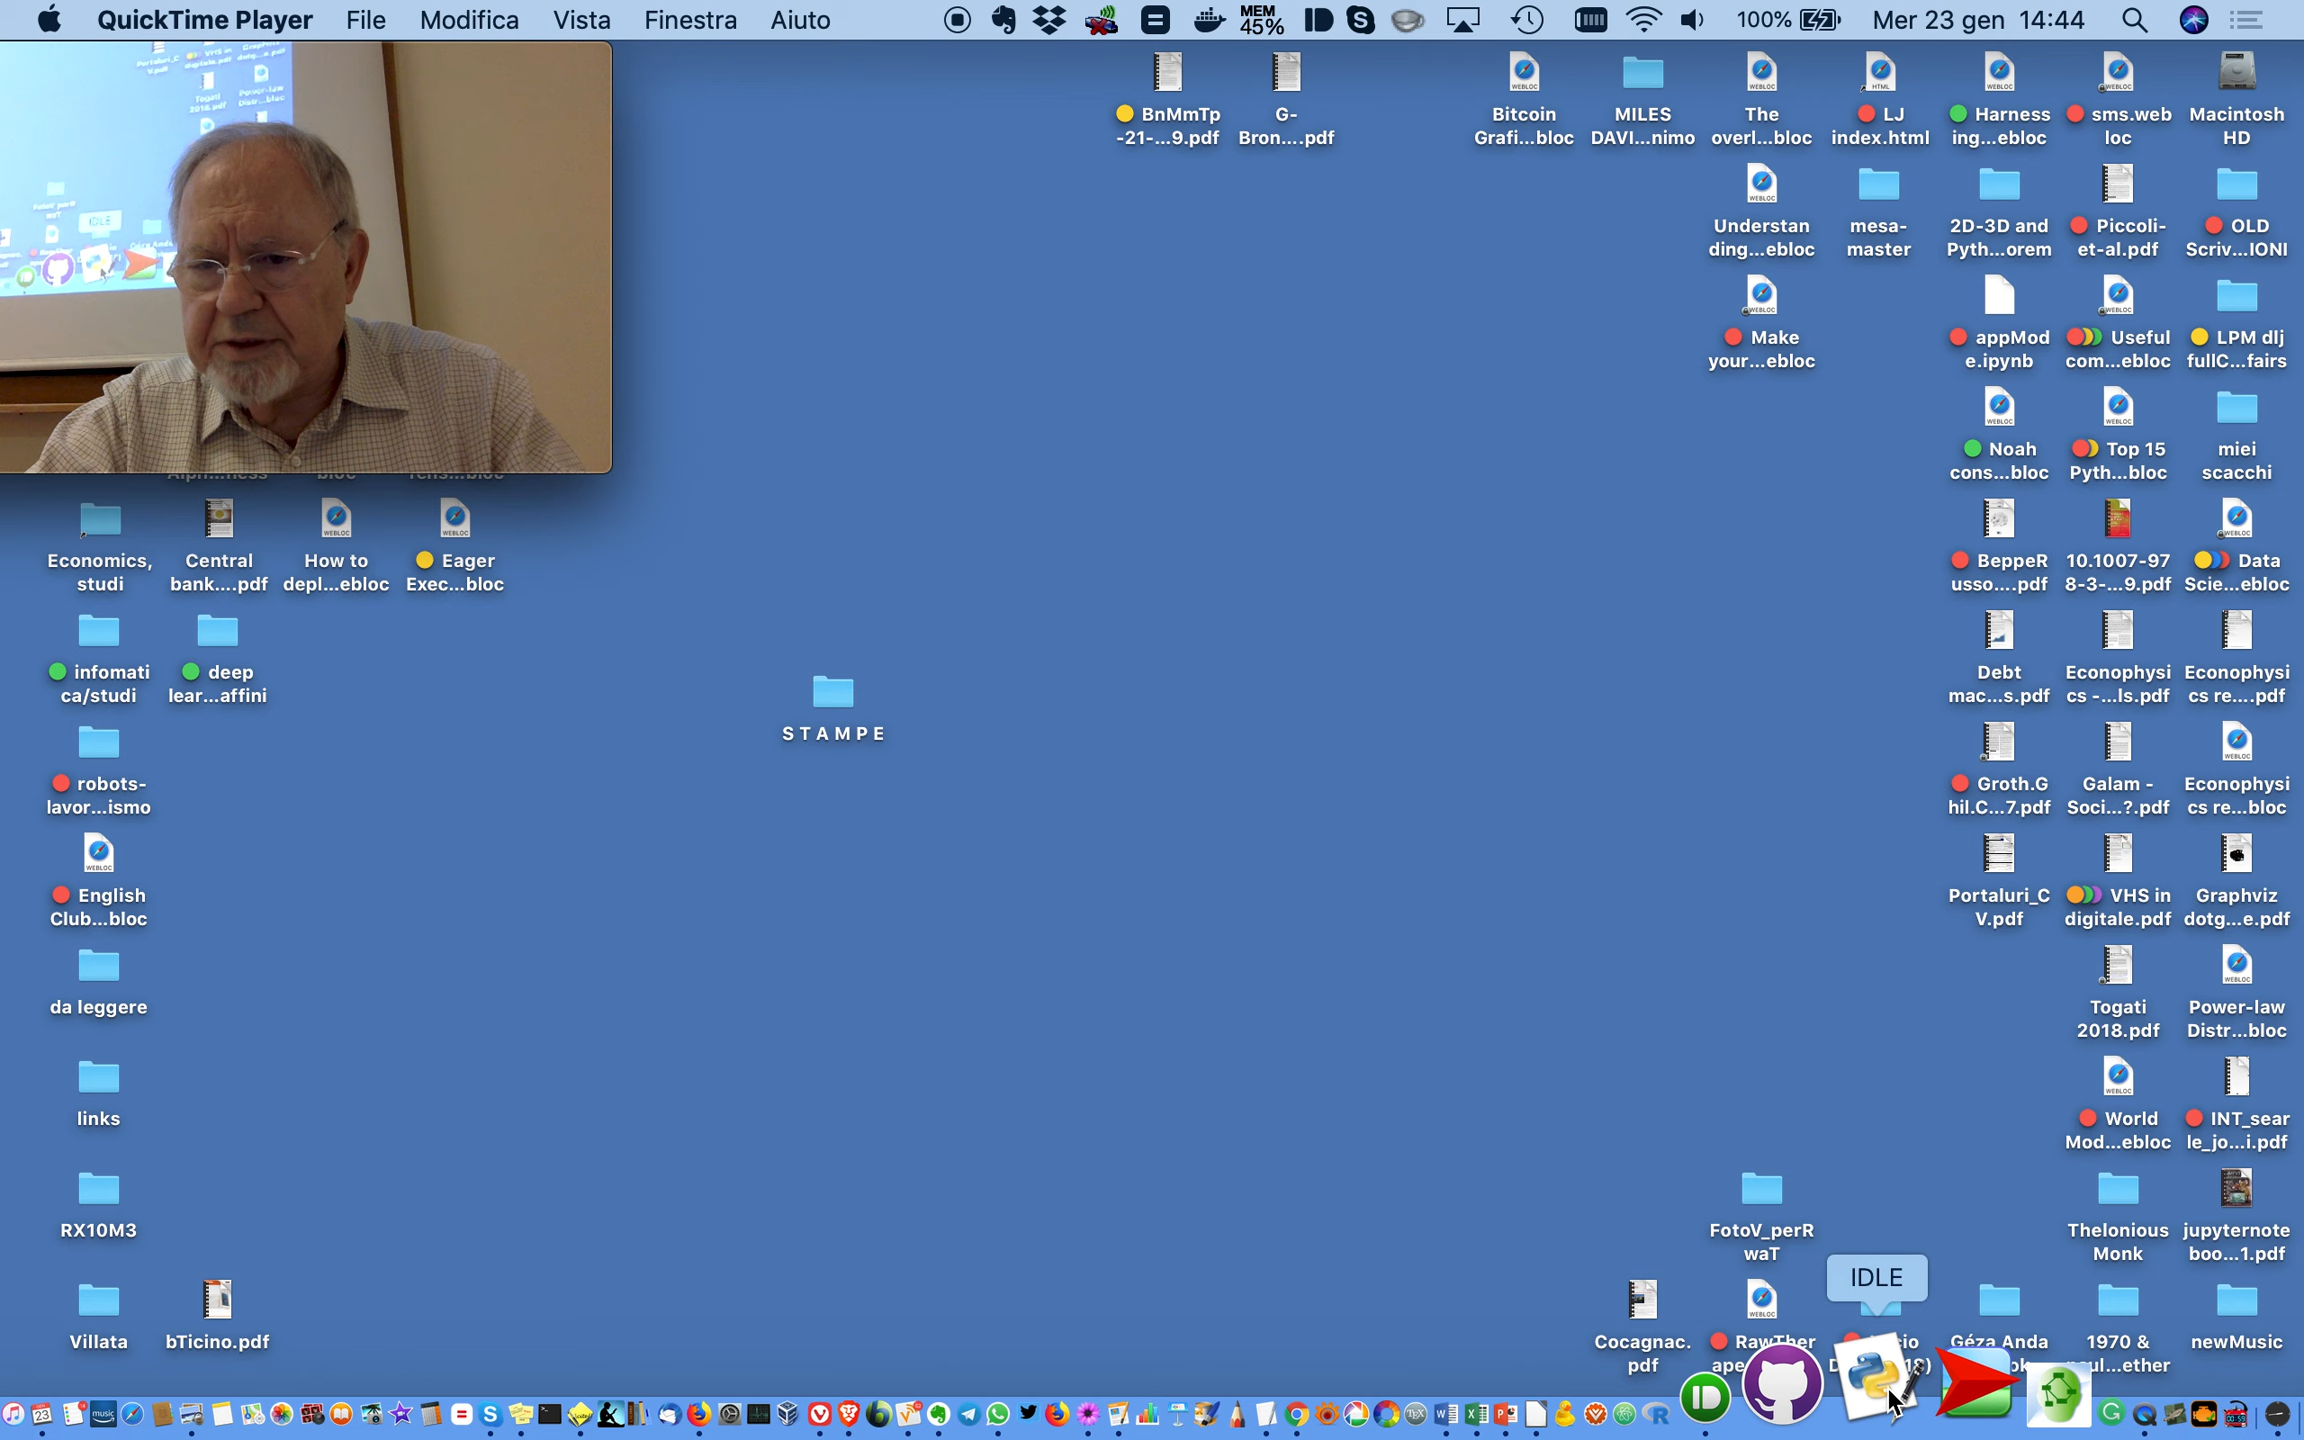 QuickTime Player File Modifica Vista Finestra Aiuto MEM 45% 100% Mer 23 gen 14:44
BnMmTp
-21-...9.pdf
G-
Bron....pdf
Bitcoin
Grafi...bloc
MILES
DAVI...nimo
The
overl...bloc
LJ
index.html
Harness
ing...ebloc
sms.web
loc
Macintosh
HD
Understan
ding...ebloc
mesa-
master
2D-3D and
Pyth...orem
Piccoli-
et-al.pdf
OLD
Scriv...IONI
Make
your...ebloc
appMod
e.ipynb
Useful
com...ebloc
LPM dlj
fullC...fairs
Noah
cons...bloc
Top 15
Pyth...bloc
miei
scacchi
Economics,
studi
Central
bank....pdf
How to
depl...ebloc
Eager
Exec...bloc
BeppeR
usso....pdf
10.1007-97
8-3-...9.pdf
Data
Scie...ebloc
infomati
ca/studi
deep
lear...affini
STAMPE
Debt
mac...s.pdf
Econophysi
cs -...ls.pdf
Econophysi
cs re....pdf
robots-
lavor...ismo
Groth.G
hil.C...7.pdf
Galam -
Soci...?.pdf
Econophysi
cs re...bloc
English
Club...bloc
Portaluri_C
V.pdf
VHS in
digitale.pdf
Graphviz
dotg...e.pdf
da leggere
Togati
2018.pdf
Power-law
Distr...bloc
links
World
Mod...ebloc
INT_sear
le_jo...i.pdf
RX10M3
FotoV_perR
waT
Thelonious
Monk
jupyternote
boo...1.pdf
IDLE
Villata
bTicino.pdf
Cocagnac.
pdf
RawTher
Géza Anda
1970 &
newMusic